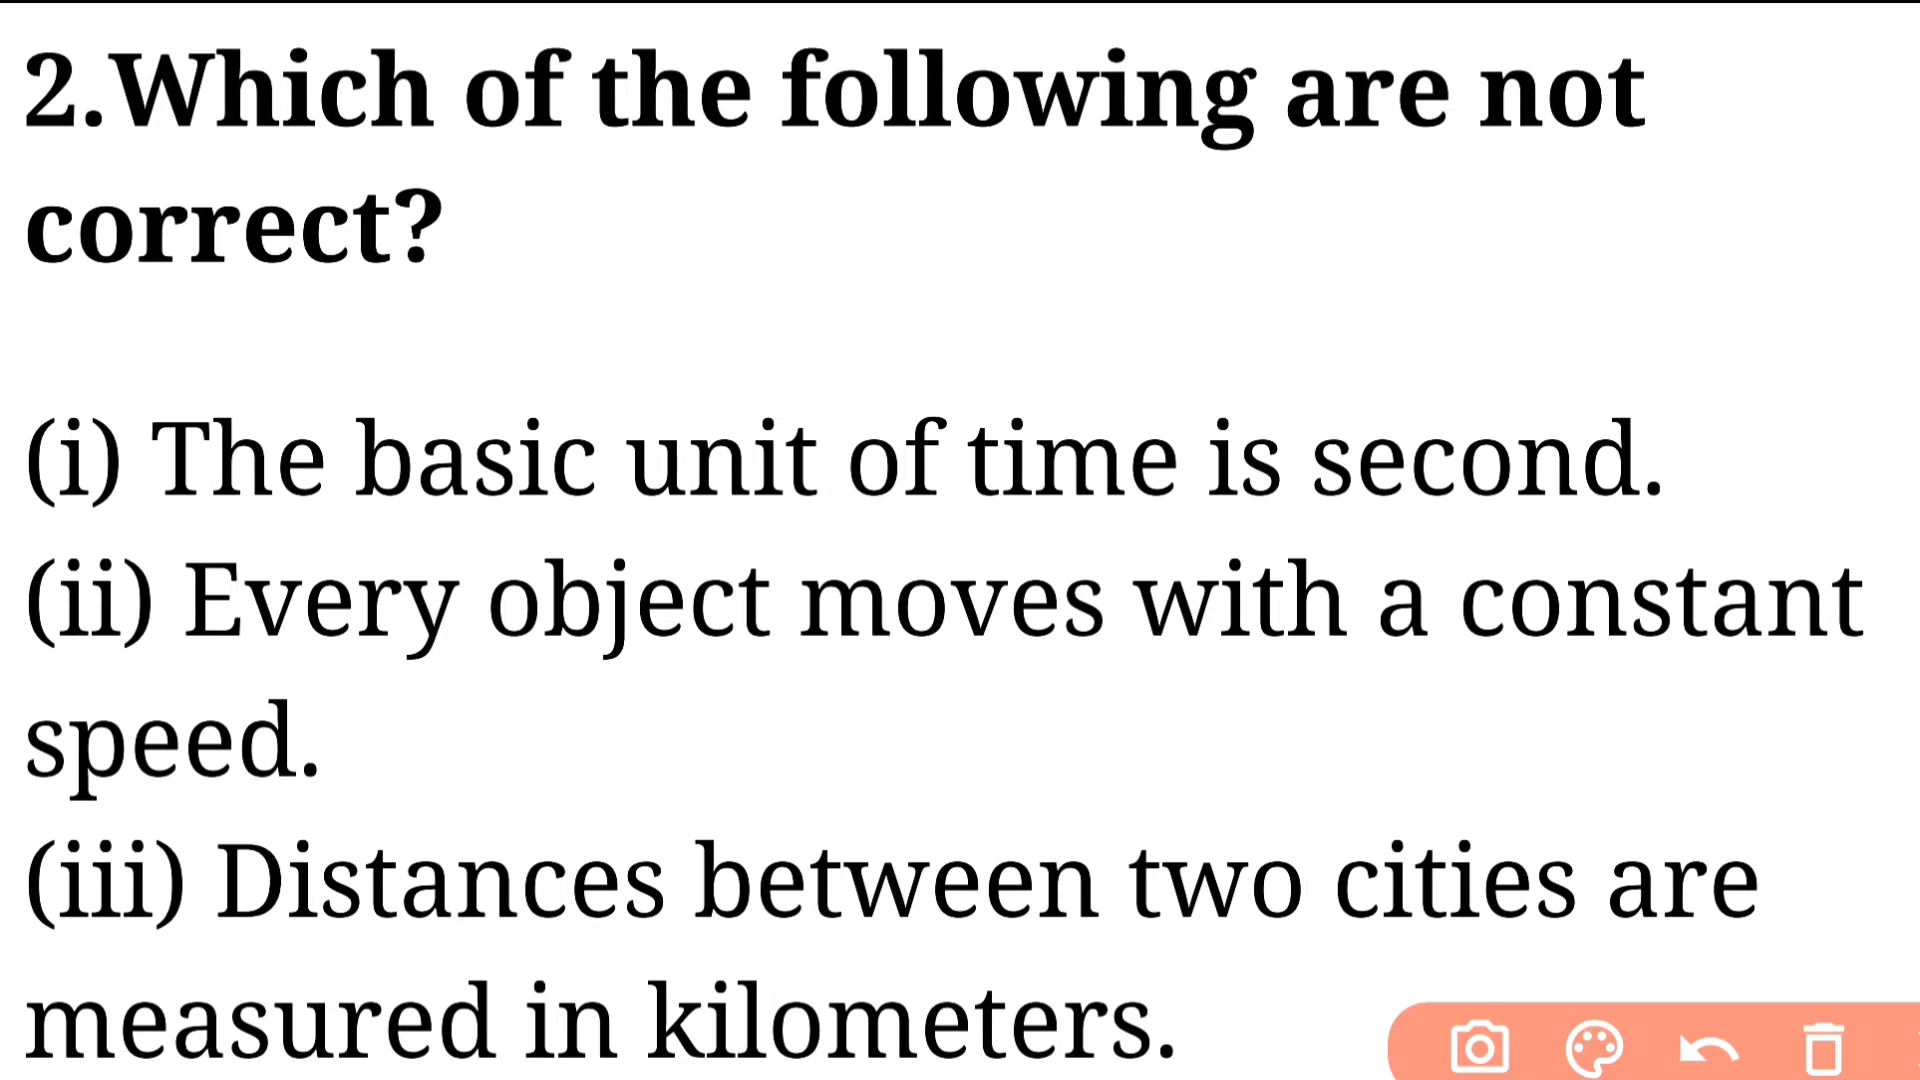 2.Which of the following are not
correct?
(i) The basic unit of time is second.
(ii) Every object moves with a constant
speed.
(iii) Distances between two cities are
measured in kilometers.